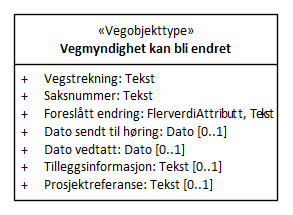 «Vegobjekttype»
Vegmyndighet kan bli endret
+ Vegstrekning: Tekst
+ Saksnummer: Tekst
+ Foreslått endring: FlerverdiAttributt, Tekst
+ Dato sendt til høring: Dato [0..1]
+ Dato vedtatt: Dato [0..1]
+ Tilleggsinformasjon: Tekst [0..1]
+ Prosjektreferanse: Tekst [0..1]